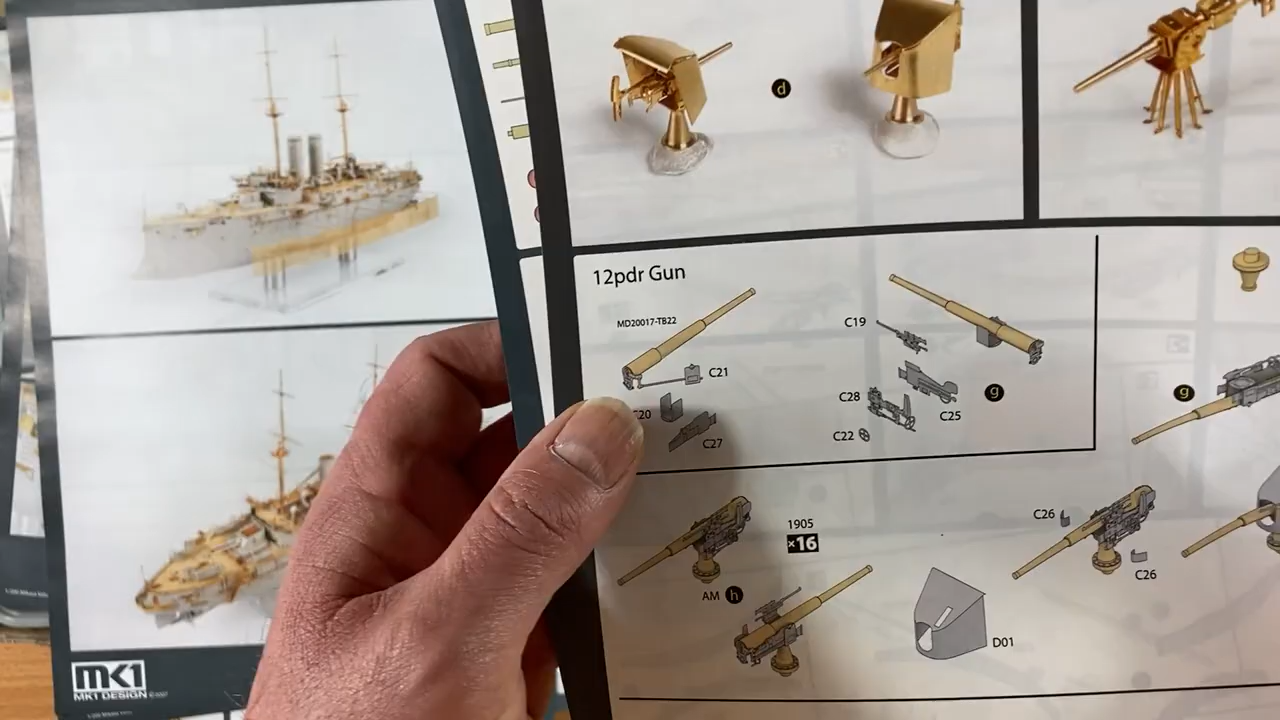 d
12pdr Gun
MD20017-TB22
C21
C20
C27
C19
C28
C25
C22
g
g
1905
×16
AM h
C26
C26
D01
MK1
MK1 DESIGN